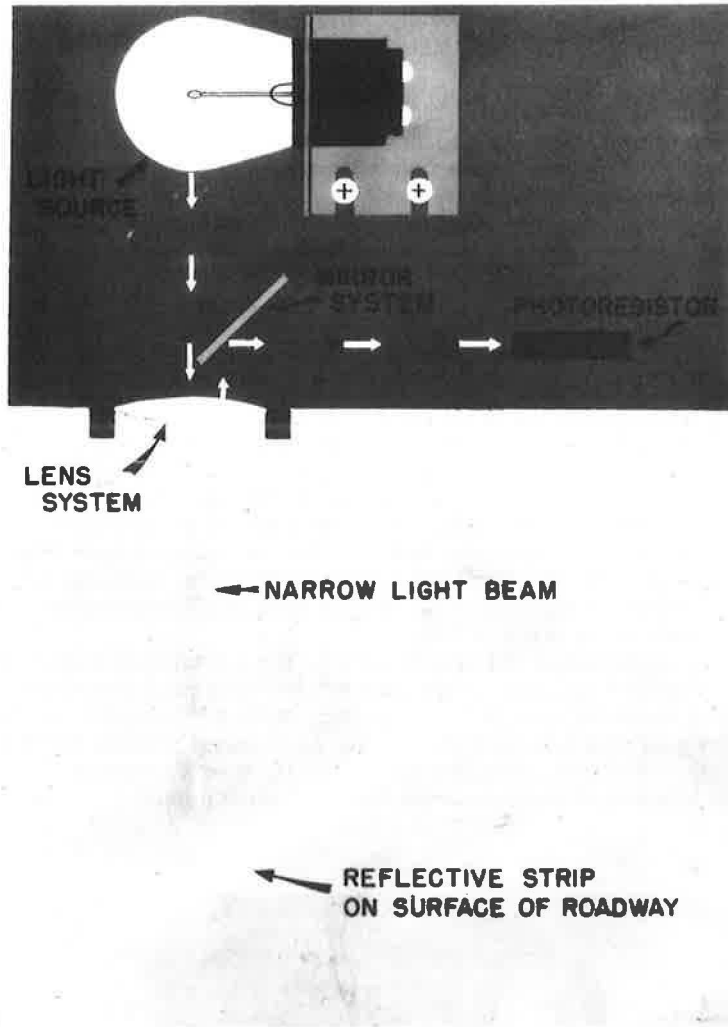 LIGHT
SOURCE
MIRROR
SYSTEM
PHOTORESISTOR
LENS
SYSTEM
NARROW LIGHT BEAM
REFLECTIVE STRIP
ON SURFACE OF ROADWAY